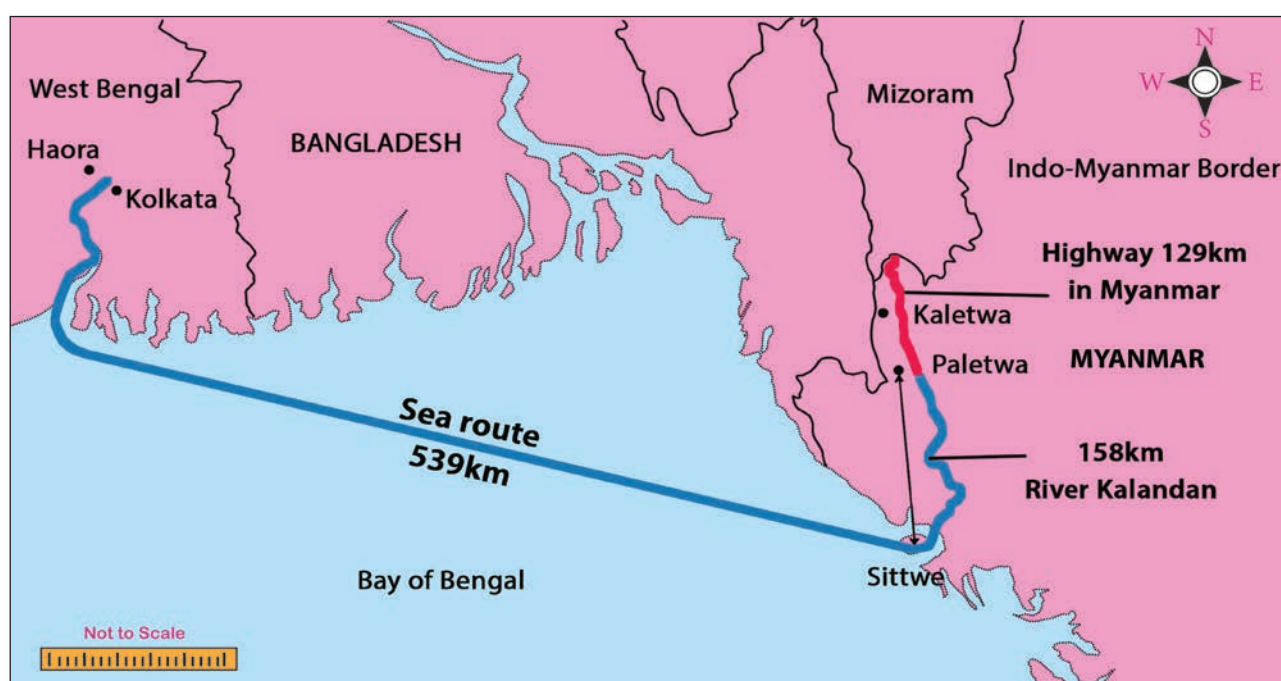 N
W E
S
West Bengal
Mizoram
Haora
BANGLADESH
Indo-Myanmar Border
Kolkata
Highway 129km
in Myanmar
Kaletwa
Paletwa
MYANMAR
Sea route
539km
158km
River Kalandan
Sittwe
Bay of Bengal
Not to Scale